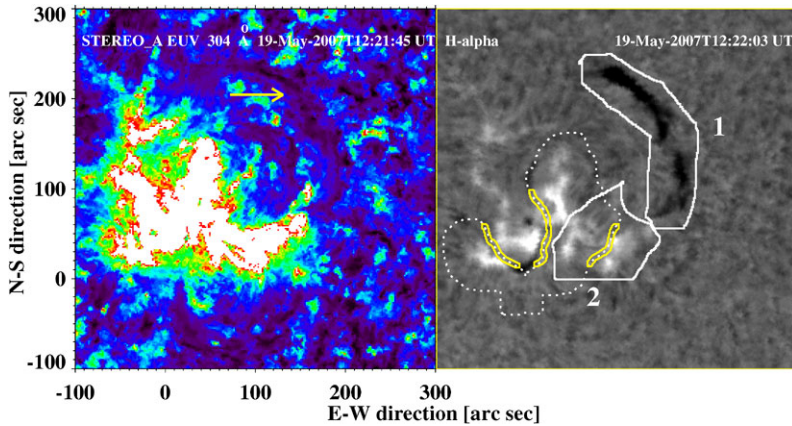 STEREO_A EUV 304 Å 19-May-2007T12:21:45 UT
H-alpha 19-May-2007T12:22:03 UT
300
200
100
0
-100
N-S direction [arc sec]
1
2
-100 0 100 200 300
E-W direction [arc sec]